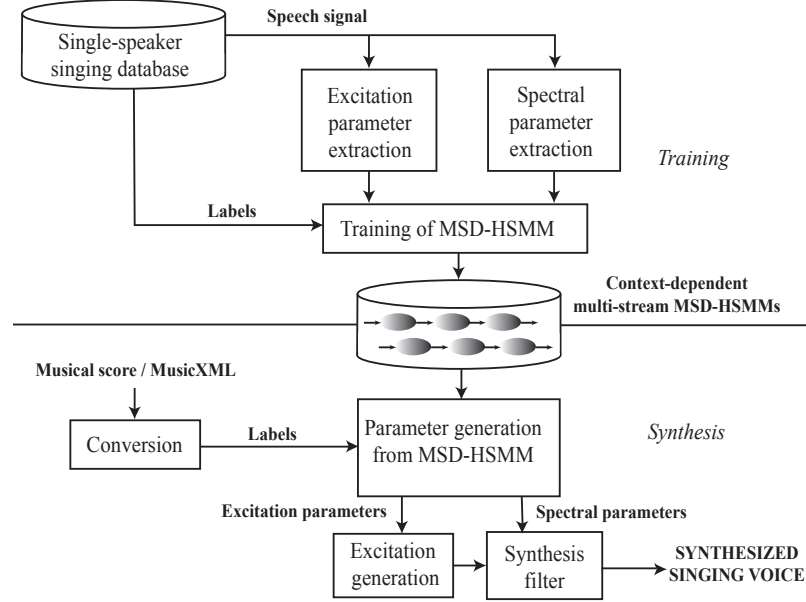 Speech signal
Single-speaker
singing database
Excitation
parameter
extraction
Spectral
parameter
extraction
Training
Labels
Training of MSD-HSMM
Context-dependent
multi-stream MSD-HSMMs
Musical score / MusicXML
Conversion
Labels
Parameter generation
from MSD-HSMM
Synthesis
Excitation parameters
Spectral parameters
Excitation
generation
Synthesis
filter
SYNTHESIZED
SINGING VOICE